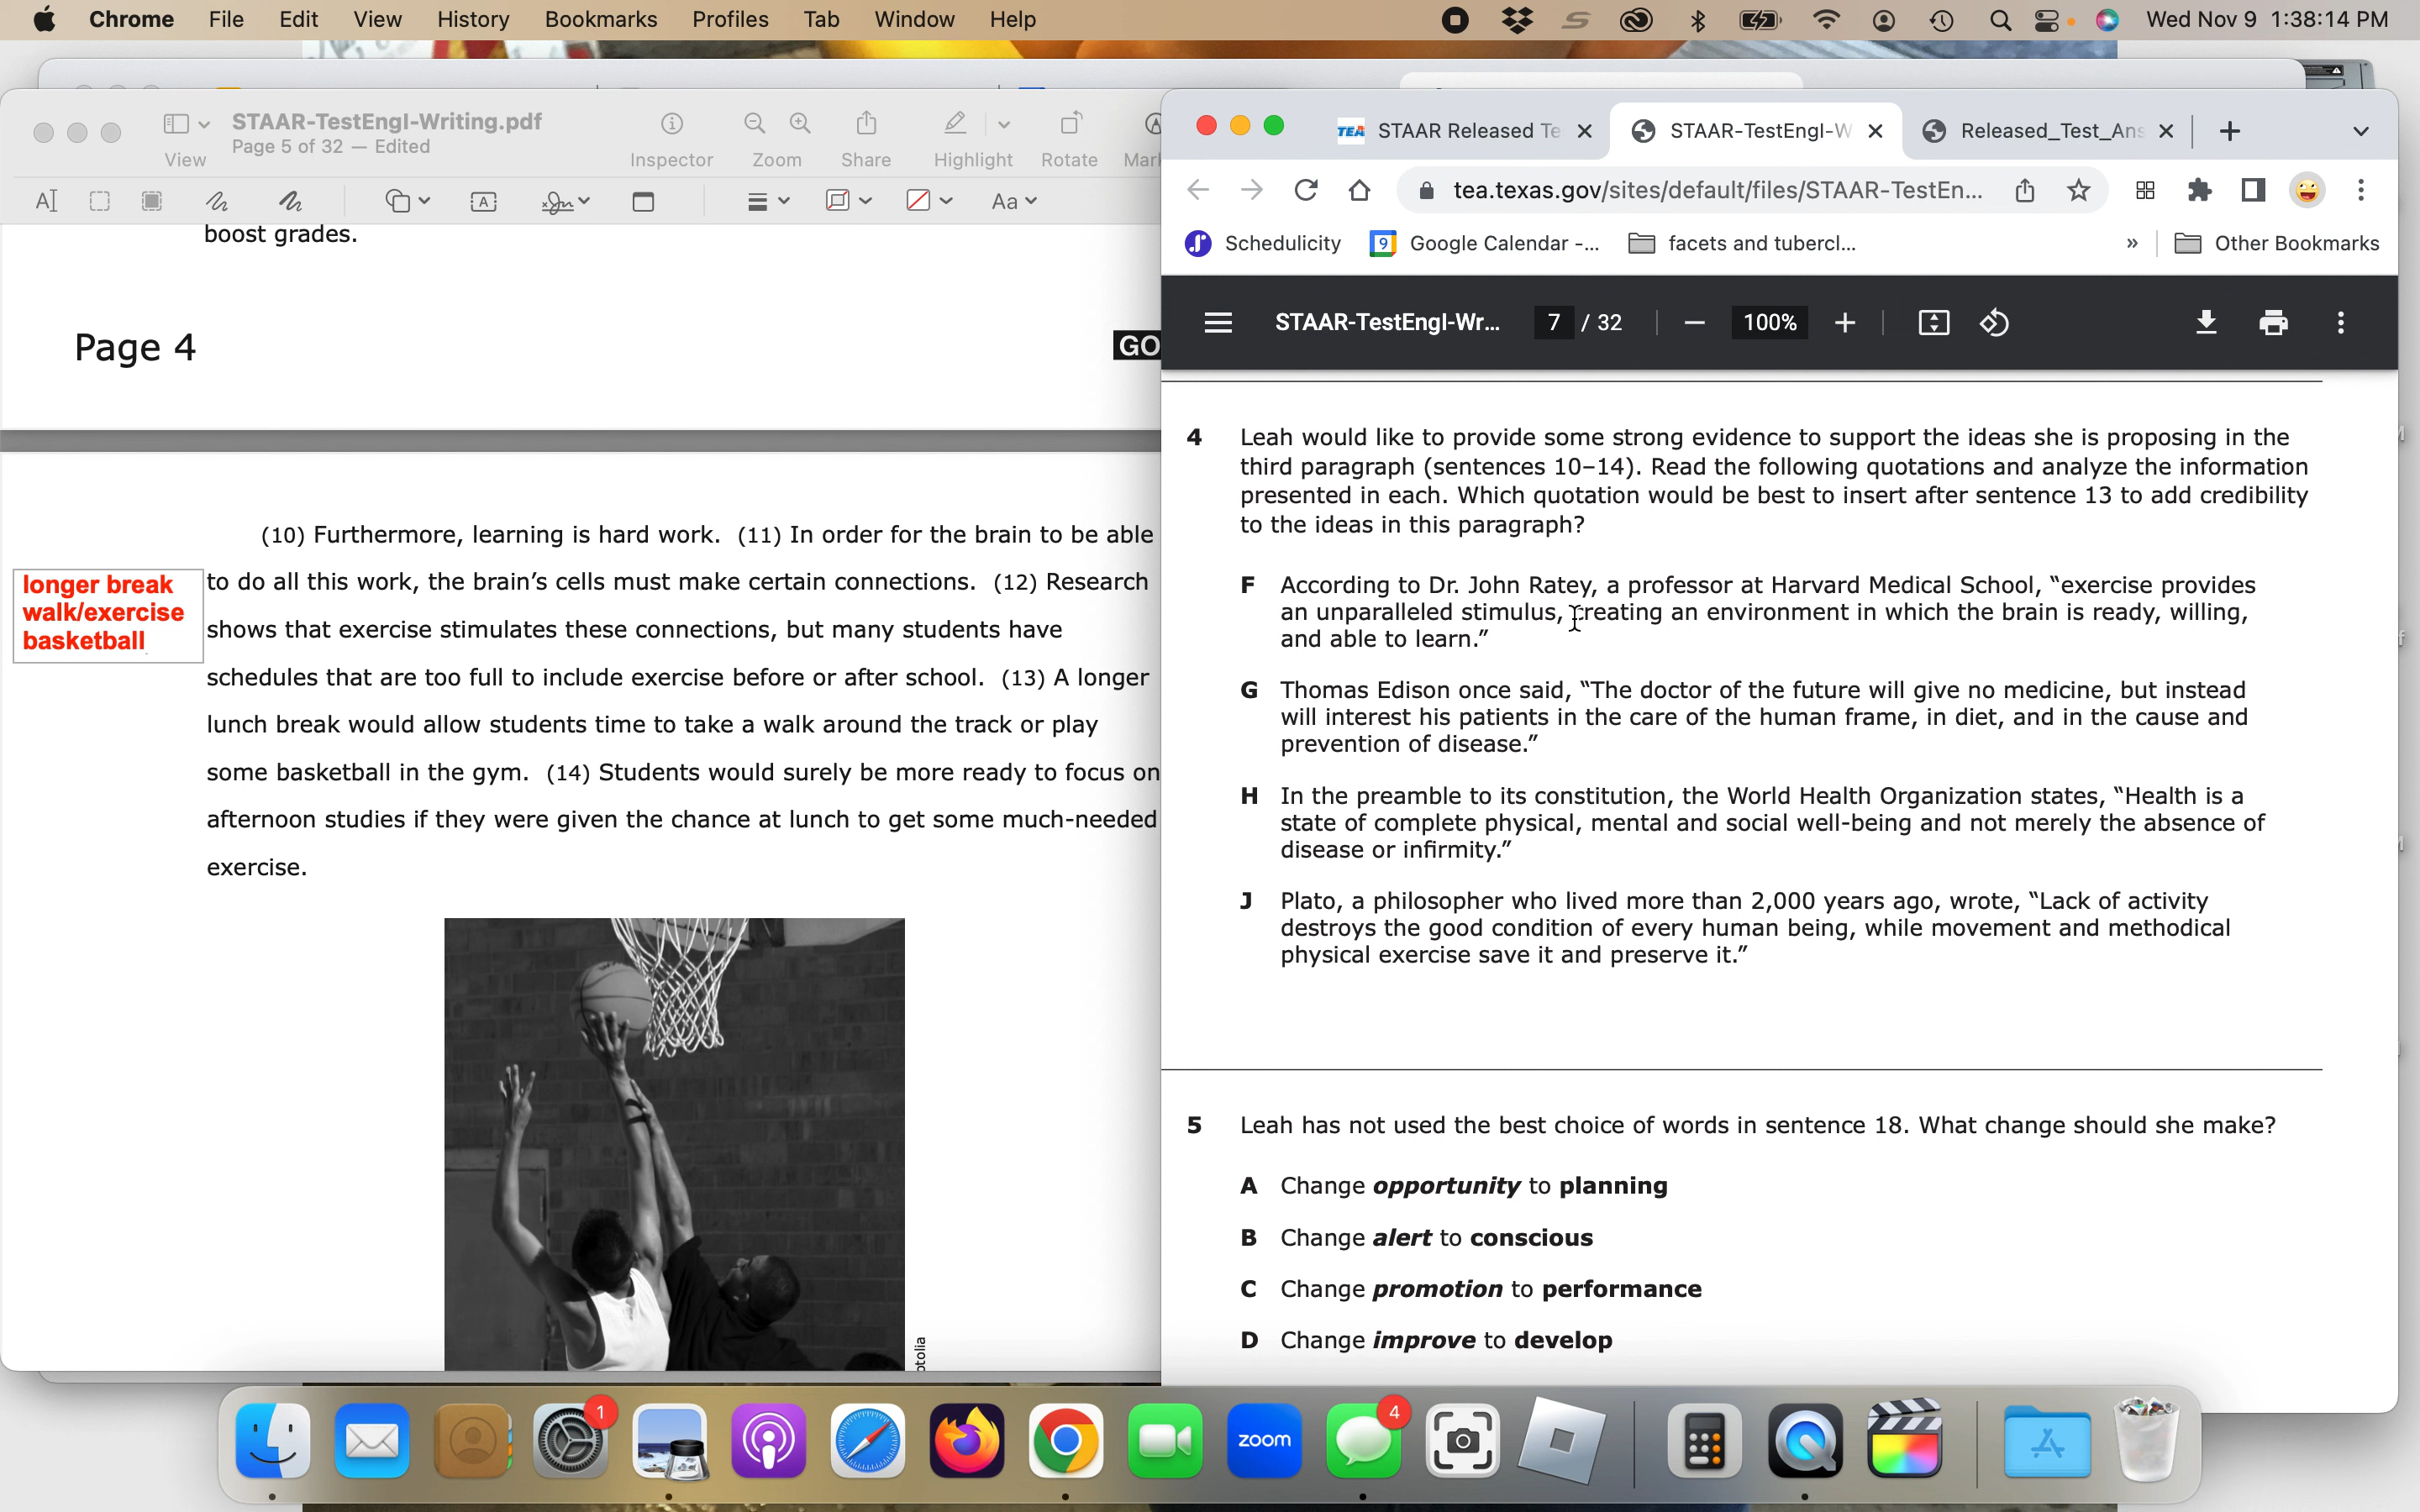 Chrome File Edit View History Bookmarks Profiles Tab Window Help Wed Nov 9 1:38:14 PM
STAAR-TestEngI-Writing.pdf
Page 5 of 32 — Edited
View Inspector Zoom Share Highlight Rotate
boost grades.
Page 4
GO
(10) Furthermore, learning is hard work. (11) In order for the brain to be able
to do all this work, the brain's cells must make certain connections. (12) Research
shows that exercise stimulates these connections, but many students have
schedules that are too full to include exercise before or after school. (13) A longer
lunch break would allow students time to take a walk around the track or play
some basketball in the gym. (14) Students would surely be more ready to focus on
afternoon studies if they were given the chance at lunch to get some much-needed
exercise.
longer break
walk/exercise
basketball
TEA STAAR Released Te STAAR-TestEngI-W Released_Test_Ans
tea.texas.gov/sites/default/files/STAAR-TestEn...
Schedulicity 9 Google Calendar -... facets and tubercl... » Other Bookmarks
STAAR-TestEngI-Wr... 7 / 32 100%
4 Leah would like to provide some strong evidence to support the ideas she is proposing in the
third paragraph (sentences 10–14). Read the following quotations and analyze the information
presented in each. Which quotation would be best to insert after sentence 13 to add credibility
to the ideas in this paragraph?
F According to Dr. John Ratey, a professor at Harvard Medical School, “exercise provides
an unparalleled stimulus, creating an environment in which the brain is ready, willing,
and able to learn.”
G Thomas Edison once said, “The doctor of the future will give no medicine, but instead
will interest his patients in the care of the human frame, in diet, and in the cause and
prevention of disease.”
H In the preamble to its constitution, the World Health Organization states, “Health is a
state of complete physical, mental and social well-being and not merely the absence of
disease or infirmity.”
J Plato, a philosopher who lived more than 2,000 years ago, wrote, “Lack of activity
destroys the good condition of every human being, while movement and methodical
physical exercise save it and preserve it.”
5 Leah has not used the best choice of words in sentence 18. What change should she make?
A Change opportunity to planning
B Change alert to conscious
C Change promotion to performance
D Change improve to develop
1
zoom
4